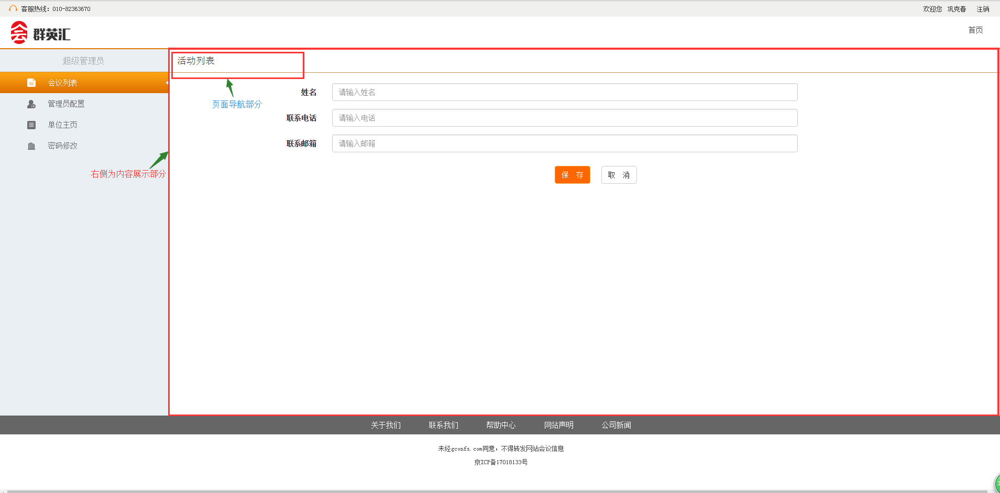 客服热线：010-82363670
欢迎您 巩克春 注销
群英汇
首页
超级管理员
活动列表
会议列表
管理员配置
单位主页
密码修改
右侧为内容展示部分
页面导航部分
姓名 请输入姓名
联系电话 请输入电话
联系邮箱 请输入邮箱
保 存 取 消
关于我们 联系我们 帮助中心 网站声明 公司新闻
未经gconfs.com同意，不得转发网站会议信息
京ICP备17018133号